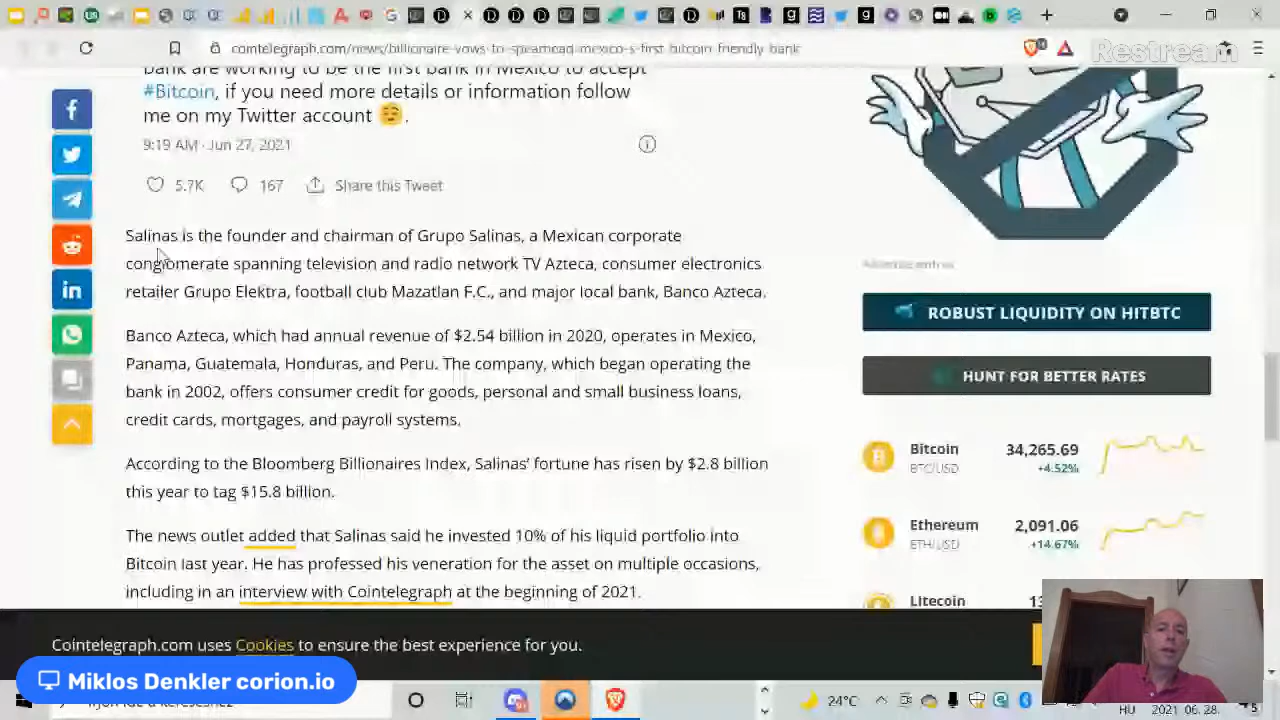 cointelegraph.com/news/billionaire-vows-to-spearhead-mexico-s-first-bitcoin-friendly-bank
Restream
bank are working to be the first bank in Mexico to accept
#Bitcoin, if you need more details or information follow
me on my Twitter account 😌.
9:19 AM · Jun 27, 2021
5.7K 167 Share this Tweet
Salinas is the founder and chairman of Grupo Salinas, a Mexican corporate
conglomerate spanning television and radio network TV Azteca, consumer electronics
retailer Grupo Elektra, football club Mazatlan F.C., and major local bank, Banco Azteca.
Banco Azteca, which had annual revenue of $2.54 billion in 2020, operates in Mexico,
Panama, Guatemala, Honduras, and Peru. The company, which began operating the
bank in 2002, offers consumer credit for goods, personal and small business loans,
credit cards, mortgages, and payroll systems.
According to the Bloomberg Billionaires Index, Salinas' fortune has risen by $2.8 billion
this year to tag $15.8 billion.
The news outlet added that Salinas said he invested 10% of his liquid portfolio into
Bitcoin last year. He has professed his veneration for the asset on multiple occasions,
including in an interview with Cointelegraph at the beginning of 2021.
Advertise with us
ROBUST LIQUIDITY ON HITBTC
HUNT FOR BETTER RATES
Bitcoin 34,265.69
BTC/USD +4.52%
Ethereum 2,091.06
ETH/USD +14.67%
Litecoin
Cointelegraph.com uses Cookies to ensure the best experience for you.
Miklos Denkler corion.io
24°C
HU 2021. 06. 28.